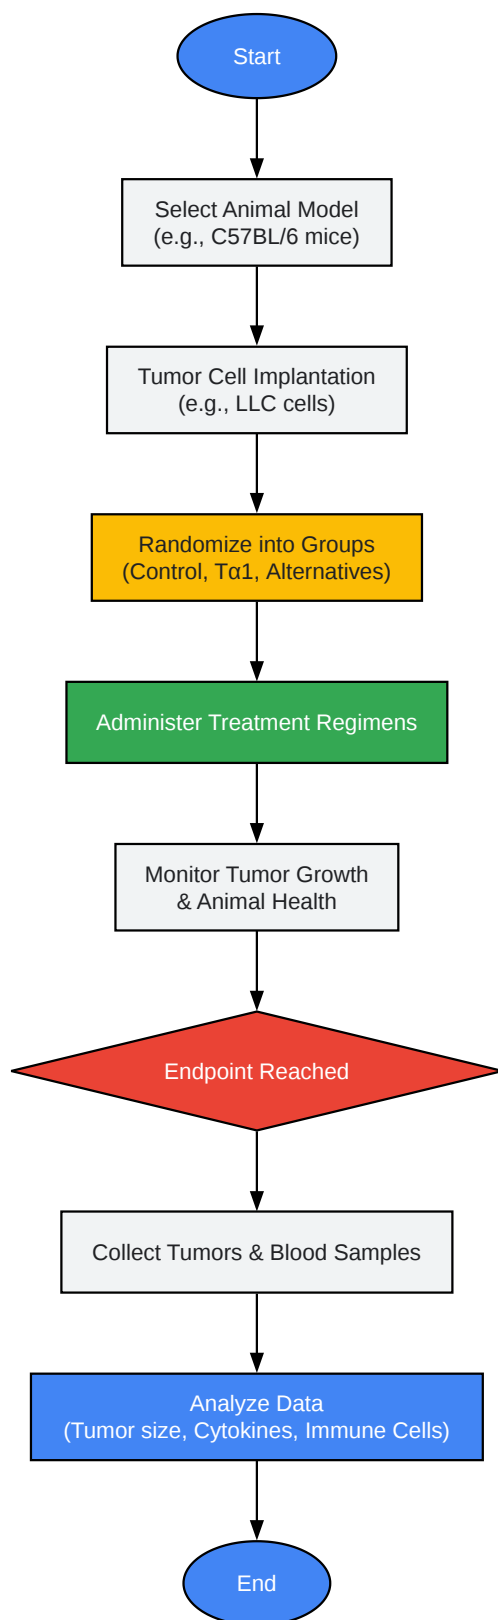 Start
Select Animal Model
(e.g., C57BL/6 mice)
Tumor Cell Implantation
(e.g., LLC cells)
Randomize into Groups
(Control, Tα1, Alternatives)
Administer Treatment Regimens
Monitor Tumor Growth
& Animal Health
Endpoint Reached
Collect Tumors & Blood Samples
Analyze Data
(Tumor size, Cytokines, Immune Cells)
End